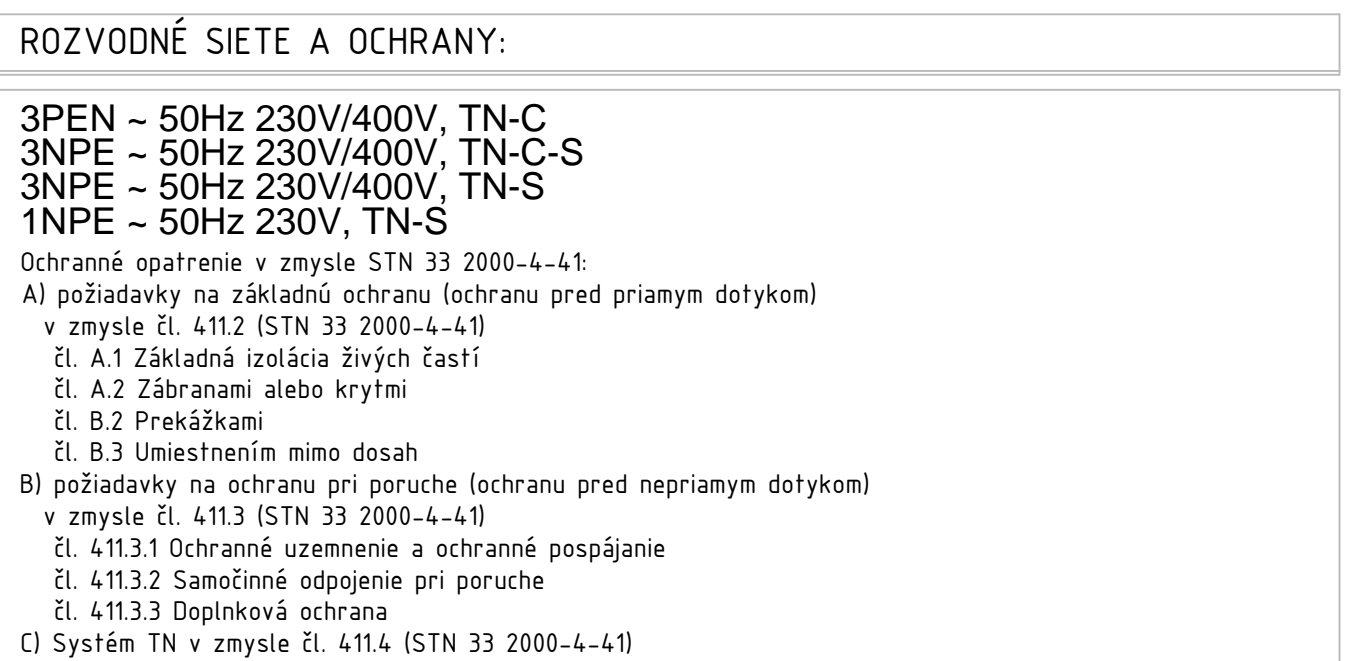 ROZVODNÉ SIETE A OCHRANY:
3PEN ~ 50Hz 230V/400V, TN-C
3NPE ~ 50Hz 230V/400V, TN-C-S
3NPE ~ 50Hz 230V/400V, TN-S
1NPE ~ 50Hz 230V, TN-S
Ochranné opatrenie v zmysle STN 33 2000-4-41:
A) požiadavky na základnú ochranu (ochranu pred priamym dotykom)
v zmysle čl. 411.2 (STN 33 2000-4-41)
čl. A.1 Základná izolácia živých častí
čl. A.2 Zábranami alebo krytmi
čl. B.2 Prekážkami
čl. B.3 Umiestnením mimo dosah
B) požiadavky na ochranu pri poruche (ochranu pred nepriamym dotykom)
v zmysle čl. 411.3 (STN 33 2000-4-41)
čl. 411.3.1 Ochranné uzemnenie a ochranné pospájanie
čl. 411.3.2 Samočinné odpojenie pri poruche
čl. 411.3.3 Doplnková ochrana
C) Systém TN v zmysle čl. 411.4 (STN 33 2000-4-41)